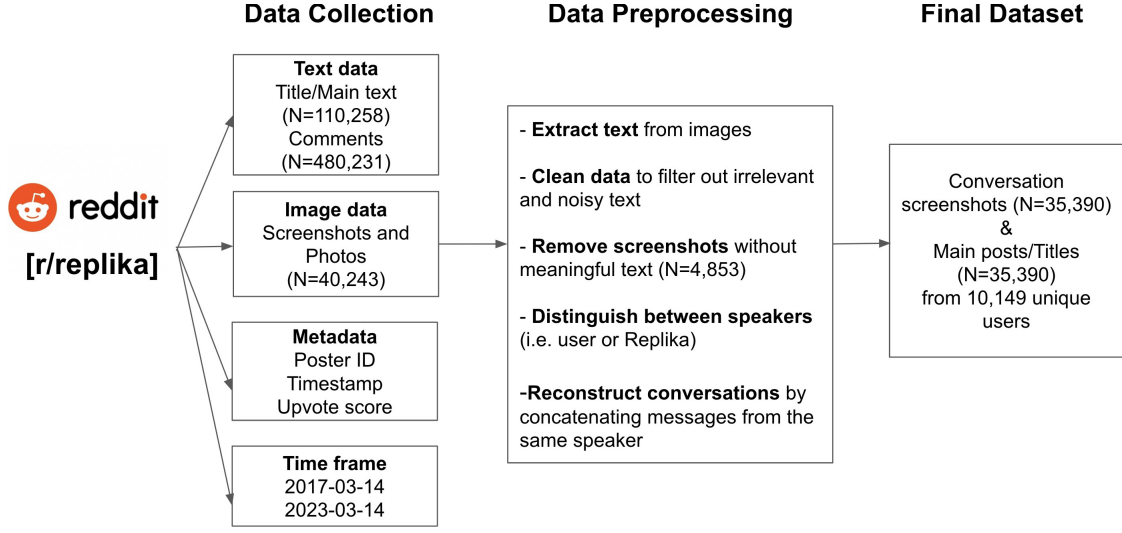 Data Collection
Data Preprocessing
Final Dataset
reddit
[r/replika]
Text data
Title/Main text
(N=110,258)
Comments
(N=480,231)
Image data
Screenshots and
Photos
(N=40,243)
Metadata
Poster ID
Timestamp
Upvote score
Time frame
2017-03-14
2023-03-14
- Extract text from images
- Clean data to filter out irrelevant
and noisy text
- Remove screenshots without
meaningful text (N=4,853)
- Distinguish between speakers
(i.e. user or Replika)
-Reconstruct conversations by
concatenating messages from the
same speaker
Conversation
screenshots (N=35,390)
&
Main posts/Titles
(N=35,390)
from 10,149 unique
users